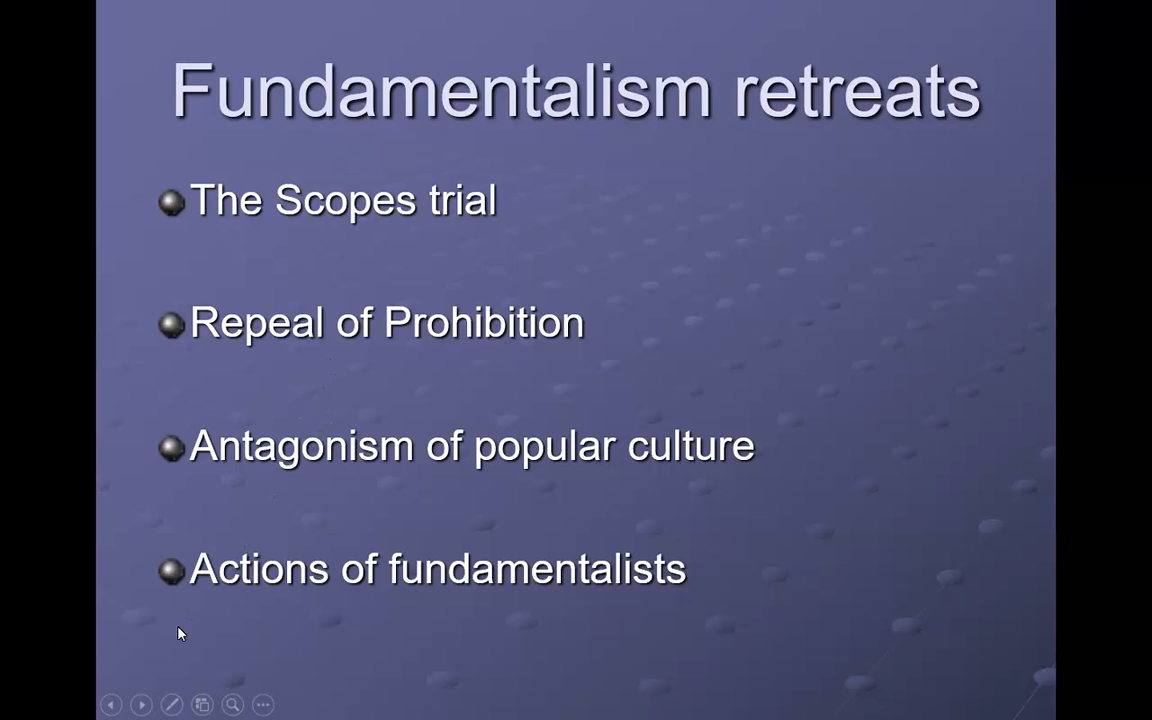 Fundamentalism retreats
The Scopes trial
Repeal of Prohibition
Antagonism of popular culture
Actions of fundamentalists